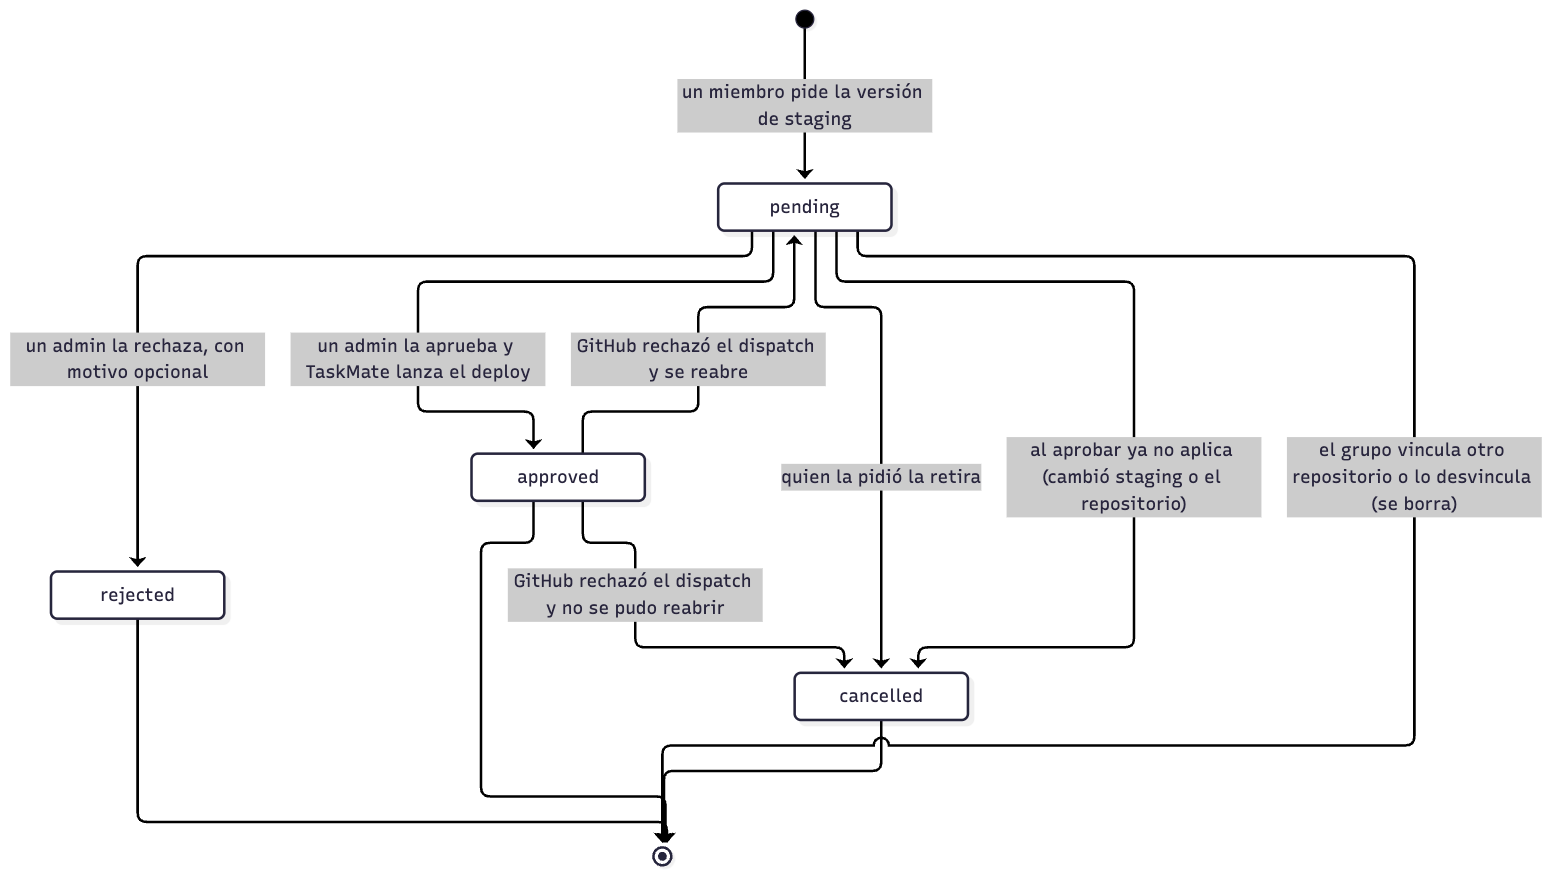 un miembro pide la versión
de staging
pending
un admin la rechaza, con
motivo opcional
un admin la aprueba y
TaskMate lanza el deploy
GitHub rechazó el dispatch
y se reabre
quien la pidió la retira
al aprobar ya no aplica
(cambió staging o el
repositorio)
el grupo vincula otro
repositorio o lo desvincula
(se borra)
approved
rejected
GitHub rechazó el dispatch
y no se pudo reabrir
cancelled